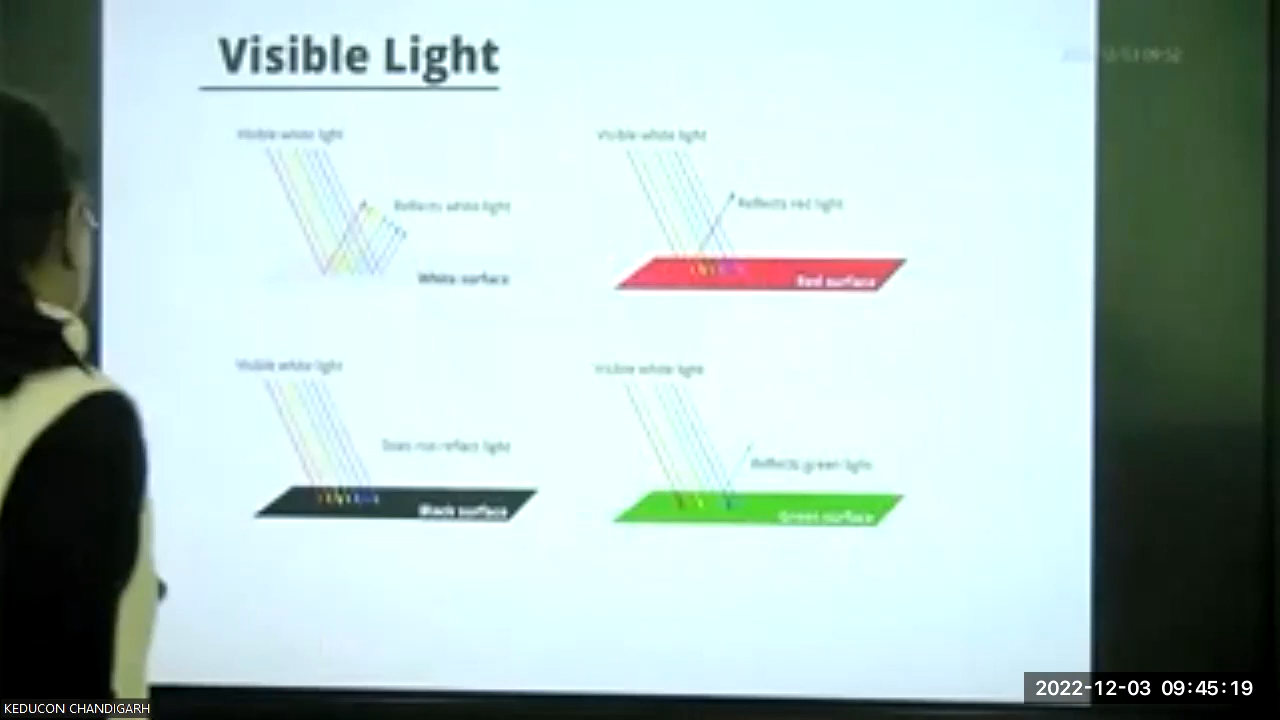 Visible Light
Visible white light
Reflects white light
White surface
Visible white light
Reflects red light
Red surface
Visible white light
Does not reflect light
Black surface
Visible white light
Reflects green light
Green surface
KEDUCON CHANDIGARH
2022-12-03 09:45:19